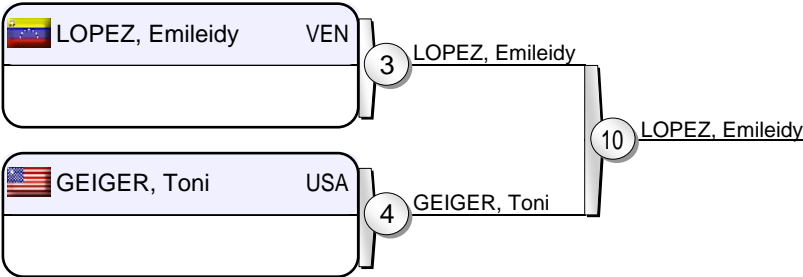 LOPEZ, Emileidy VEN
3
LOPEZ, Emileidy
10
LOPEZ, Emileidy
GEIGER, Toni USA
4
GEIGER, Toni